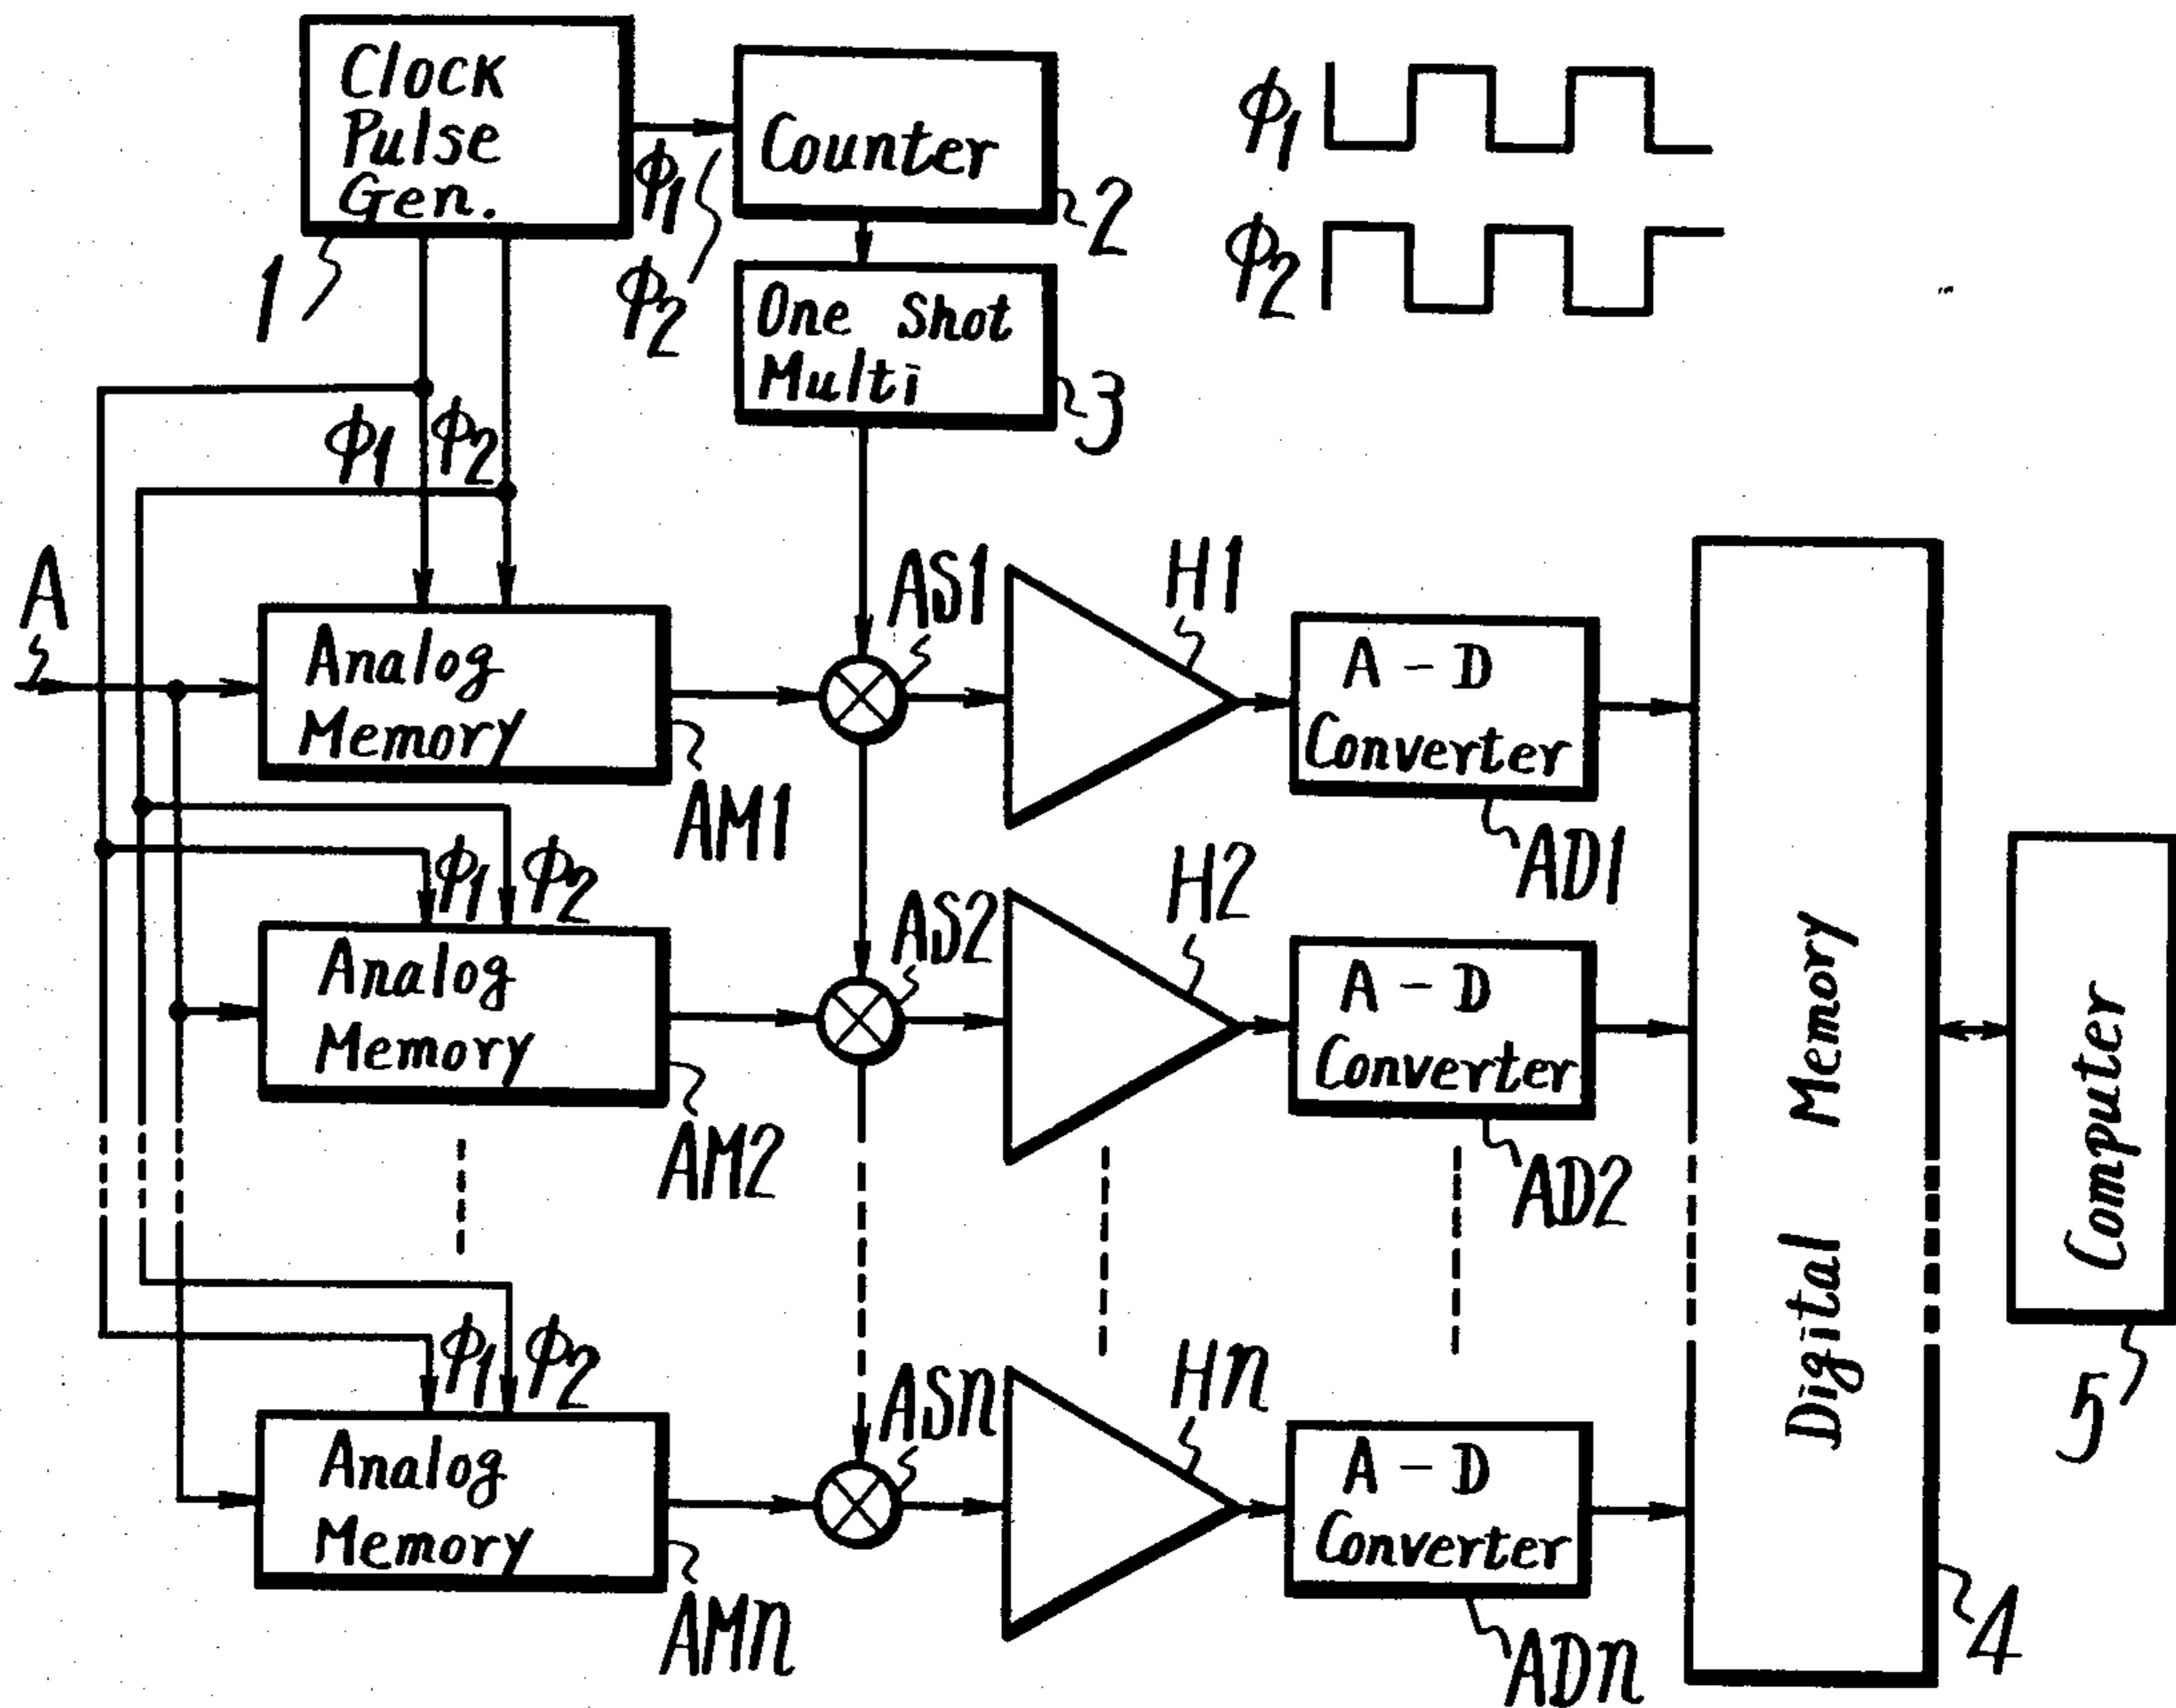 Clock
Pulse
Gen.
1
Counter
2
ϕ1
ϕ2
One Shot
Multi
3
ϕ1
ϕ2
ϕ1
ϕ2
A
Analog
Memory
AM1
AS1
H1
A - D
Converter
AD1
ϕ1
ϕ2
Analog
Memory
AM2
AS2
H2
A - D
Converter
AD2
ϕ1
ϕ2
Analog
Memory
AMn
ASn
Hn
A - D
Converter
ADn
Digital Memory
4
Computer
5